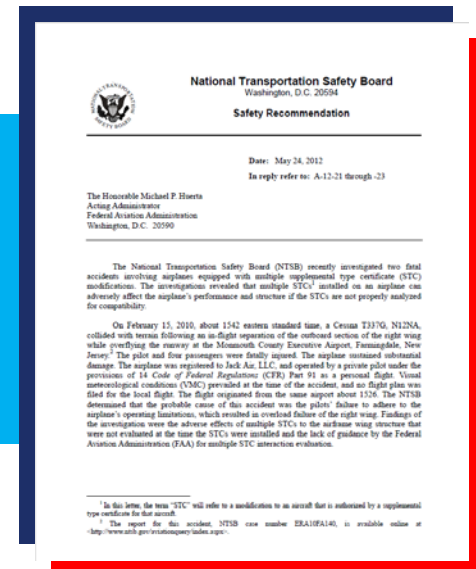 National Transportation Safety Board
Washington, D.C. 20594
Safety Recommendation
Date: May 24, 2012
In reply refer to: A-12-21 through -23
The Honorable Michael P. Huerta
Acting Administrator
Federal Aviation Administration
Washington, D.C. 20590
The National Transportation Safety Board (NTSB) recently investigated two fatal
accidents involving airplanes equipped with multiple supplemental type certificate (STC)
modifications. The investigations revealed that multiple STCs¹ installed on an airplane can
adversely affect the airplane's performance and structure if the STCs are not properly analyzed
for compatibility.
On February 15, 2010, about 1542 eastern standard time, a Cessna T337G, N12NA,
collided with terrain following an in-flight separation of the outboard section of the right wing
while overflying the runway at the Monmouth County Executive Airport, Farmingdale, New
Jersey.² The pilot and four passengers were fatally injured. The airplane sustained substantial
damage. The airplane was registered to Jack Air, LLC, and operated by a private pilot under the
provisions of 14 Code of Federal Regulations (CFR) Part 91 as a personal flight. Visual
meteorological conditions (VMC) prevailed at the time of the accident, and no flight plan was
filed for the local flight. The flight originated from the same airport about 1526. The NTSB
determined that the probable cause of this accident was the pilots' failure to adhere to the
airplane's operating limitations, which resulted in overload failure of the right wing. Findings of
the investigation were the adverse effects of multiple STCs to the airframe wing structure that
were not evaluated at the time the STCs were installed and the lack of guidance by the Federal
Aviation Administration (FAA) for multiple STC interaction evaluation.
¹ In this letter, the term "STC" will refer to a modification to an aircraft that is authorized by a supplemental
type certificate for that aircraft.
² The report for this accident, NTSB case number ERA10FA140, is available online at
<http://www.ntsb.gov/aviationquery/index.aspx>.